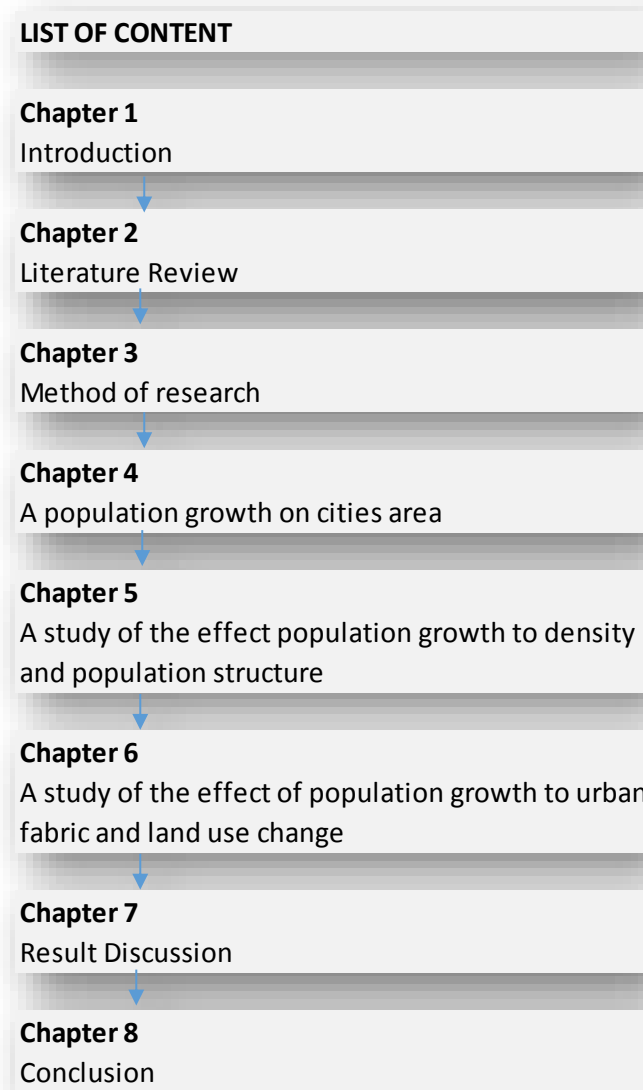 LIST OF CONTENT
Chapter 1
Introduction
Chapter 2
Literature Review
Chapter 3
Method of research
Chapter 4
A population growth on cities area
Chapter 5
A study of the effect population growth to density
and population structure
Chapter 6
A study of the effect of population growth to urban
fabric and land use change
Chapter 7
Result Discussion
Chapter 8
Conclusion